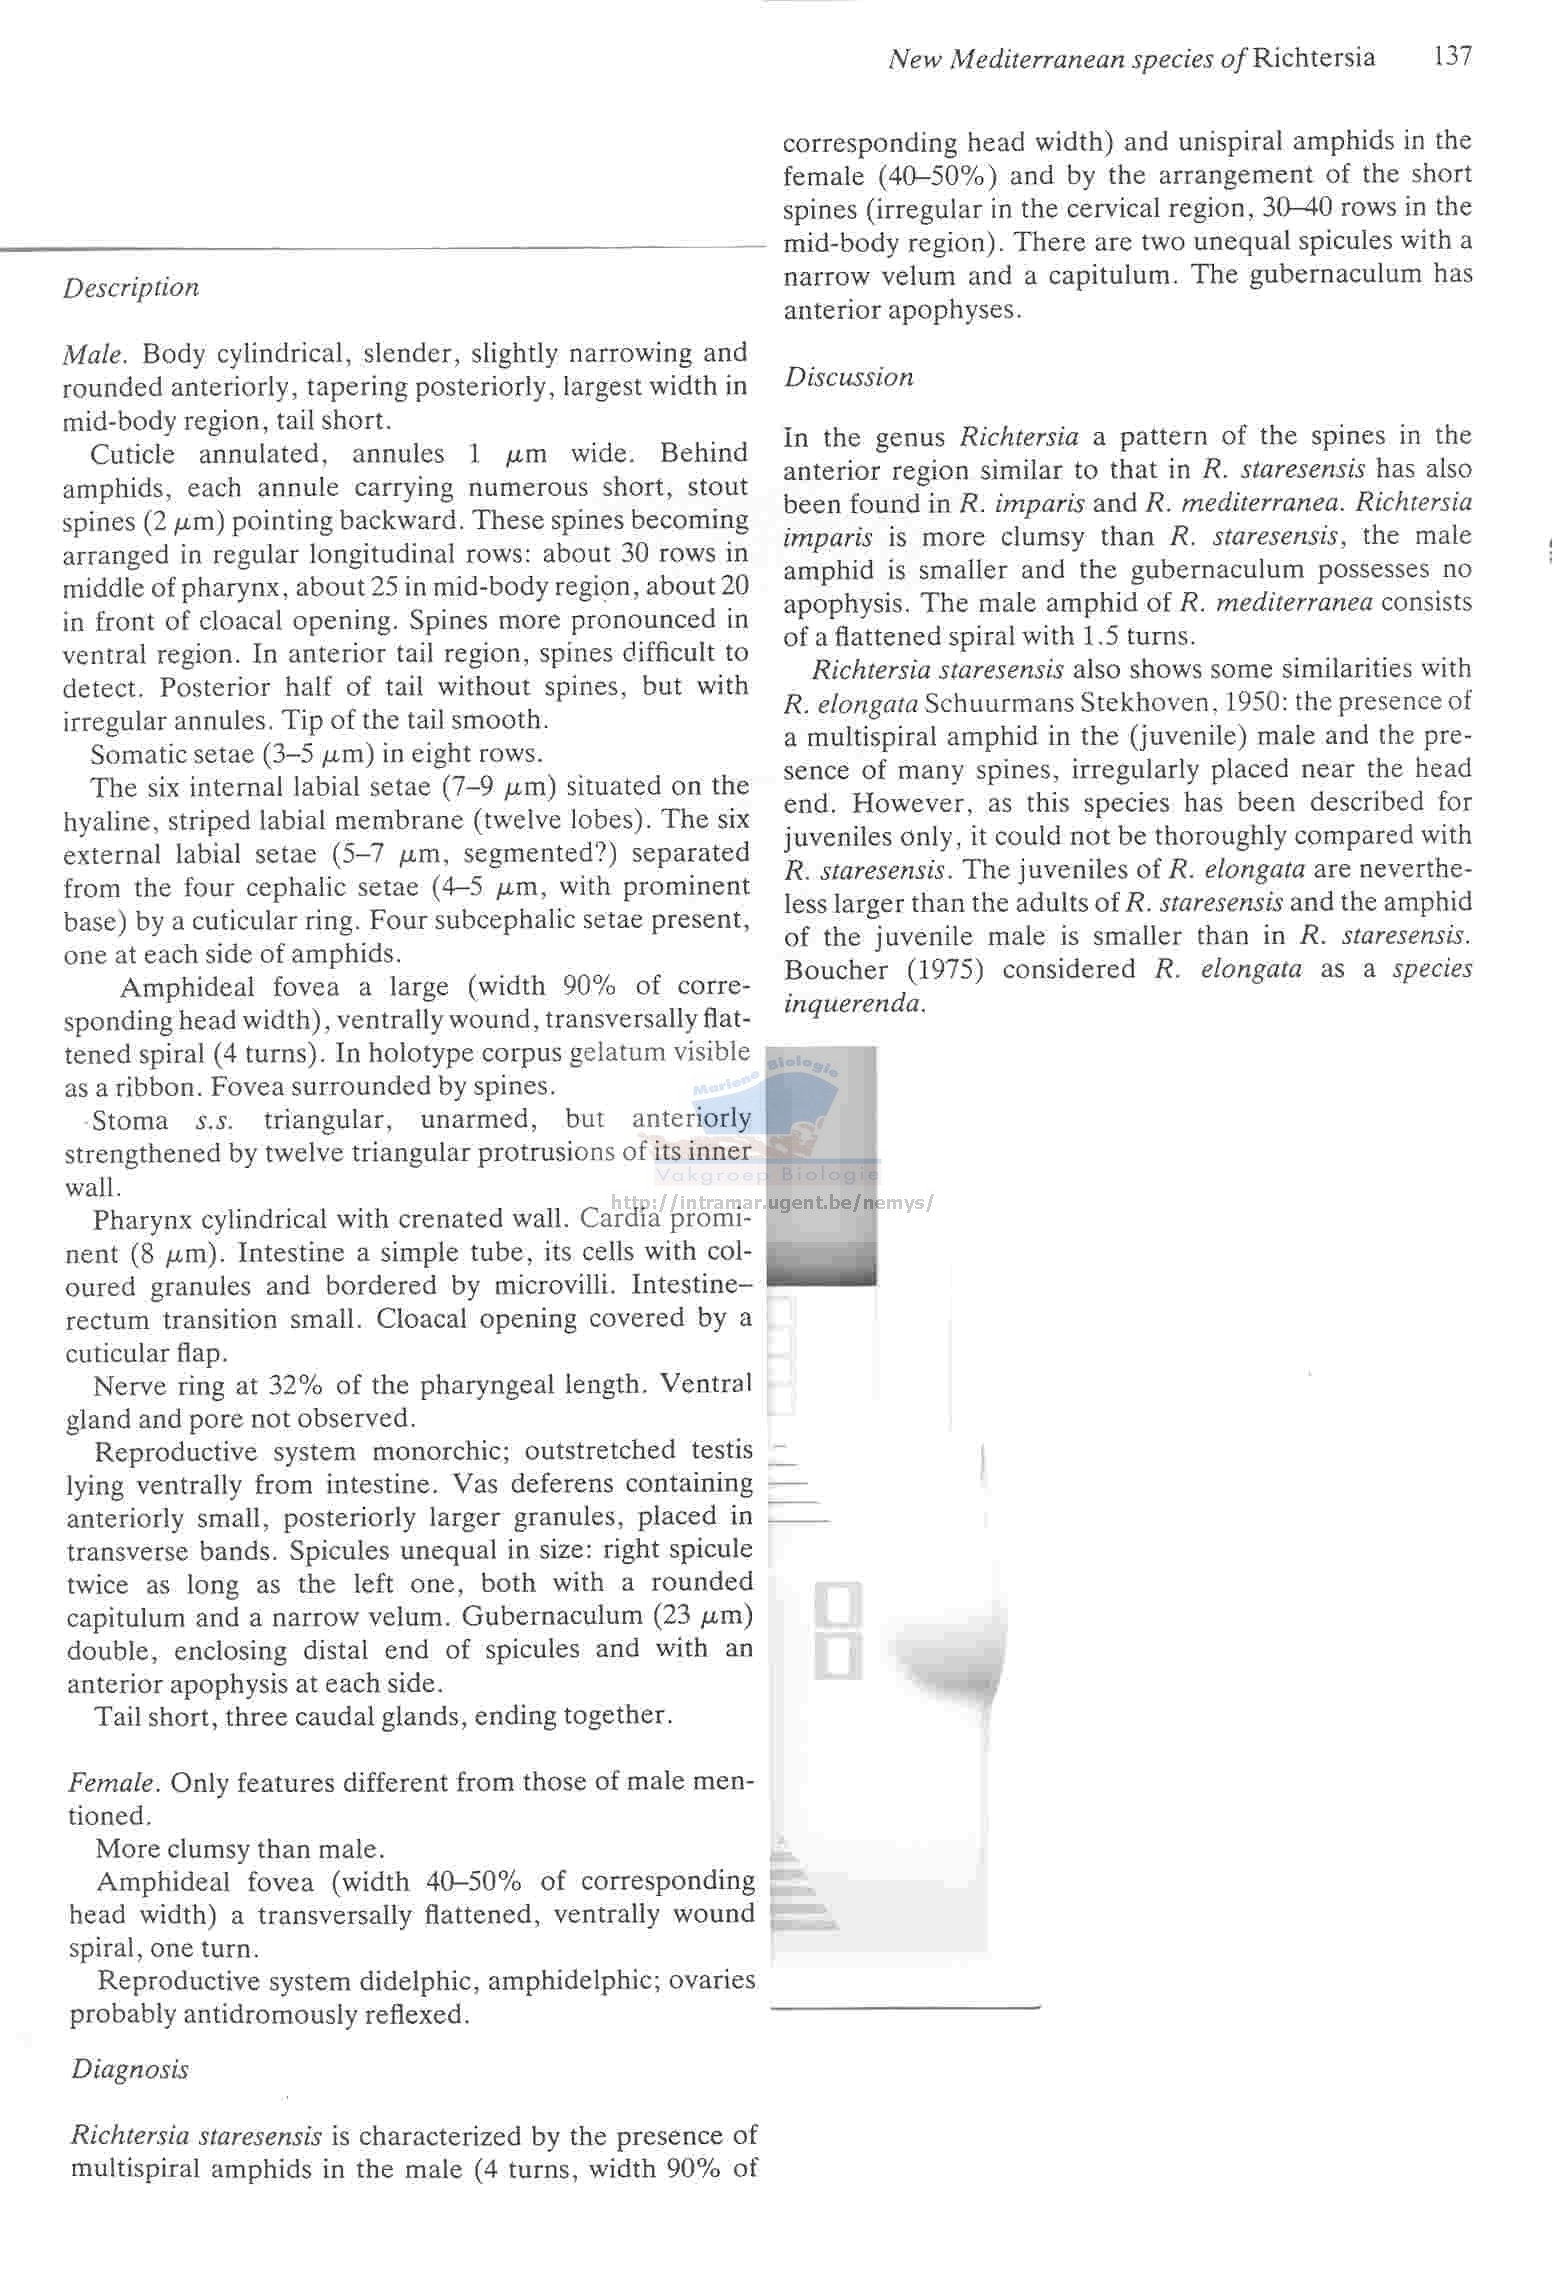 New Mediterranean species of Richtersia 137
Description
Male. Body cylindrical, slender, slightly narrowing and
rounded anteriorly, tapering posteriorly, largest width in
mid-body region, tail short.
Cuticle annulated, annules 1 μm wide. Behind
amphids, each annule carrying numerous short, stout
spines (2 μm) pointing backward. These spines becoming
arranged in regular longitudinal rows: about 30 rows in
middle of pharynx, about 25 in mid-body region, about 20
in front of cloacal opening. Spines more pronounced in
ventral region. In anterior tail region, spines difficult to
detect. Posterior half of tail without spines, but with
irregular annules. Tip of the tail smooth.
Somatic setae (3–5 μm) in eight rows.
The six internal labial setae (7–9 μm) situated on the
hyaline, striped labial membrane (twelve lobes). The six
external labial setae (5–7 μm, segmented?) separated
from the four cephalic setae (4–5 μm, with prominent
base) by a cuticular ring. Four subcephalic setae present,
one at each side of amphids.
Amphideal fovea a large (width 90% of corre-
sponding head width), ventrally wound, transversally flat-
tened spiral (4 turns). In holotype corpus gelatum visible
as a ribbon. Fovea surrounded by spines.
Stoma s.s. triangular, unarmed, but anteriorly
strengthened by twelve triangular protrusions of its inner
wall.
Pharynx cylindrical with crenated wall. Cardia promi-
nent (8 μm). Intestine a simple tube, its cells with col-
oured granules and bordered by microvilli. Intestine–
rectum transition small. Cloacal opening covered by a
cuticular flap.
Nerve ring at 32% of the pharyngeal length. Ventral
gland and pore not observed.
Reproductive system monorchic; outstretched testis
lying ventrally from intestine. Vas deferens containing
anteriorly small, posteriorly larger granules, placed in
transverse bands. Spicules unequal in size: right spicule
twice as long as the left one, both with a rounded
capitulum and a narrow velum. Gubernaculum (23 μm)
double, enclosing distal end of spicules and with an
anterior apophysis at each side.
Tail short, three caudal glands, ending together.
Female. Only features different from those of male men-
tioned.
More clumsy than male.
Amphideal fovea (width 40–50% of corresponding
head width) a transversally flattened, ventrally wound
spiral, one turn.
Reproductive system didelphic, amphidelphic; ovaries
probably antidromously reflexed.
Diagnosis
Richtersia staresensis is characterized by the presence of
multispiral amphids in the male (4 turns, width 90% of
corresponding head width) and unispiral amphids in the
female (40–50%) and by the arrangement of the short
spines (irregular in the cervical region, 30–40 rows in the
mid-body region). There are two unequal spicules with a
narrow velum and a capitulum. The gubernaculum has
anterior apophyses.
Discussion
In the genus Richtersia a pattern of the spines in the
anterior region similar to that in R. staresensis has also
been found in R. imparis and R. mediterranea. Richtersia
imparis is more clumsy than R. staresensis, the male
amphid is smaller and the gubernaculum possesses no
apophysis. The male amphid of R. mediterranea consists
of a flattened spiral with 1.5 turns.
Richtersia staresensis also shows some similarities with
R. elongata Schuurmans Stekhoven, 1950: the presence of
a multispiral amphid in the (juvenile) male and the pre-
sence of many spines, irregularly placed near the head
end. However, as this species has been described for
juveniles only, it could not be thoroughly compared with
R. staresensis. The juveniles of R. elongata are neverthe-
less larger than the adults of R. staresensis and the amphid
of the juvenile male is smaller than in R. staresensis.
Boucher (1975) considered R. elongata as a species
inquerenda.
Mariene Biologie
Vakgroep Biologie
http://intramar.ugent.be/nemys/